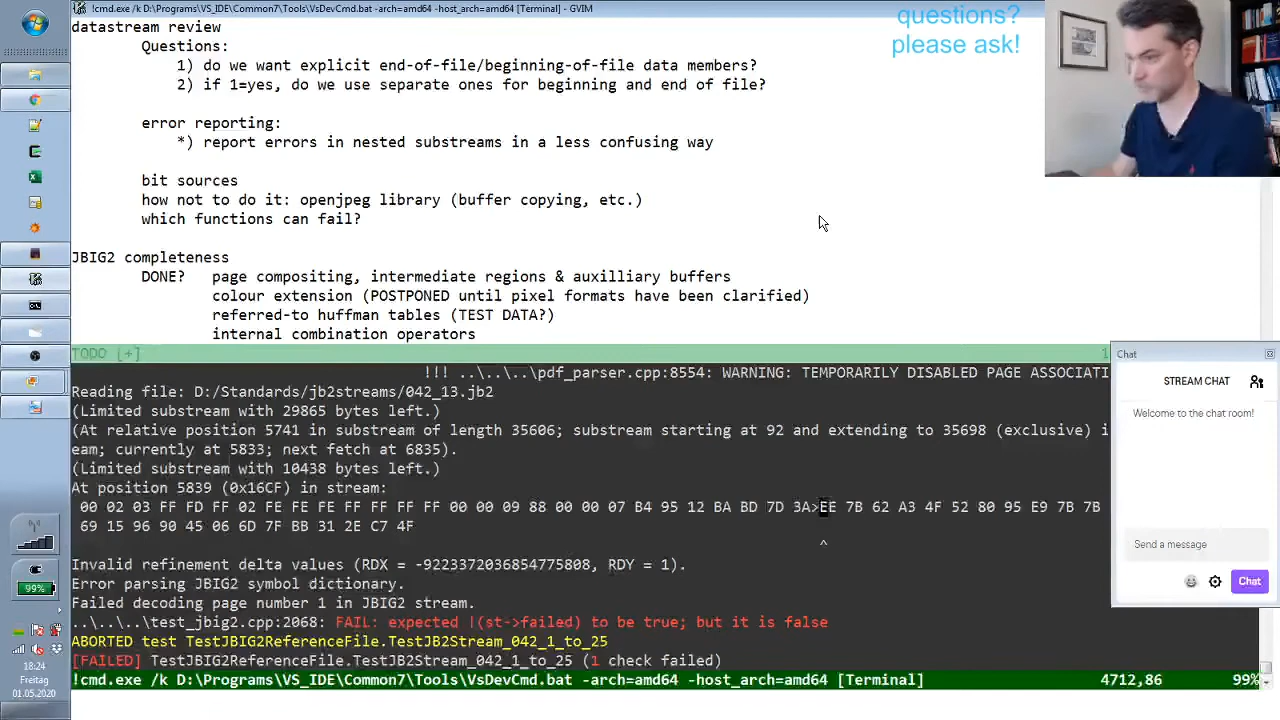 !cmd.exe /k D:\Programs\VS_IDE\Common7\Tools\VsDevCmd.bat -arch=amd64 -host_arch=amd64 [Terminal] - GVIM
questions?
please ask!
datastream review
Questions:
1) do we want explicit end-of-file/beginning-of-file data members?
2) if 1=yes, do we use separate ones for beginning and end of file?
error reporting:
*) report errors in nested substreams in a less confusing way
bit sources
how not to do it: openjpeg library (buffer copying, etc.)
which functions can fail?
JBIG2 completeness
DONE? page compositing, intermediate regions & auxilliary buffers
colour extension (POSTPONED until pixel formats have been clarified)
referred-to huffman tables (TEST DATA?)
internal combination operators
TODO [+] 1
!!! ..\..\..\pdf_parser.cpp:8554: WARNING: TEMPORARILY DISABLED PAGE ASSOCIATI
Reading file: D:/Standards/jb2streams/042_13.jb2
(Limited substream with 29865 bytes left.)
(At relative position 5741 in substream of length 35606; substream starting at 92 and extending to 35698 (exclusive) i
eam; currently at 5833; next fetch at 6835).
(Limited substream with 10438 bytes left.)
At position 5839 (0x16CF) in stream:
00 02 03 FF FD FF 02 FE FE FE FF FF FF FF FF 00 00 09 88 00 00 07 B4 95 12 BA BD 7D 3A>EE 7B 62 A3 4F 52 80 95 E9 7B 7B
69 15 96 90 45 06 6D 7F BB 31 2E C7 4F
^
Invalid refinement delta values (RDX = -9223372036854775808, RDY = 1).
Error parsing JBIG2 symbol dictionary.
Failed decoding page number 1 in JBIG2 stream.
..\..\..\test_jbig2.cpp:2068: FAIL: expected !(st->failed) to be true; but it is false
ABORTED test TestJBIG2ReferenceFile.TestJB2Stream_042_1_to_25
[FAILED] TestJBIG2ReferenceFile.TestJB2Stream_042_1_to_25 (1 check failed)
!cmd.exe /k D:\Programs\VS_IDE\Common7\Tools\VsDevCmd.bat -arch=amd64 -host_arch=amd64 [Terminal] 4712,86 99%
Chat
STREAM CHAT
Welcome to the chat room!
Send a message
Chat
99%
18:24
Freitag
01.05.2020